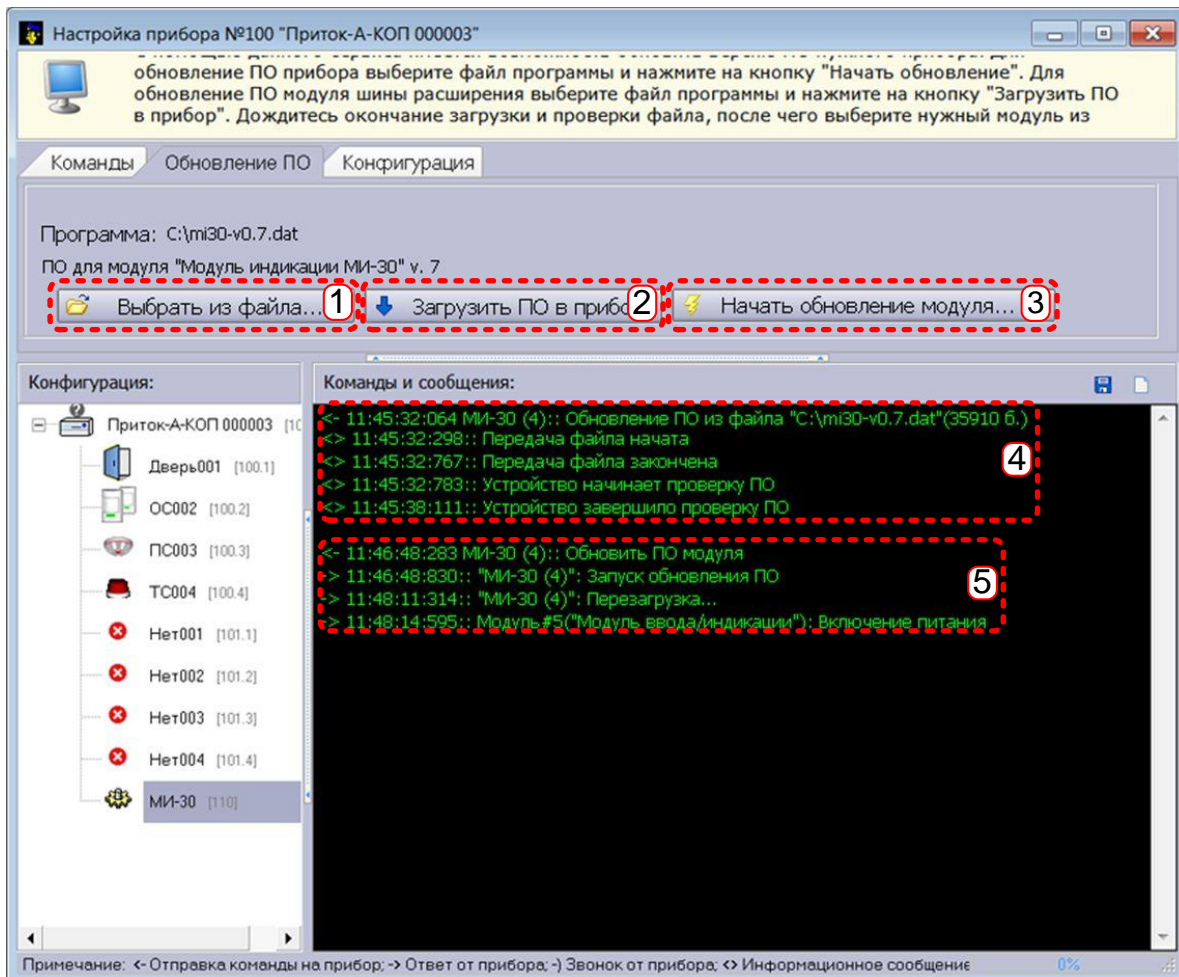 Настройка прибора №100 "Приток-А-КОП 000003"
обновление ПО прибора выберите файл программы и нажмите на кнопку "Начать обновление". Для
обновление ПО модуля шины расширения выберите файл программы и нажмите на кнопку "Загрузить ПО
в прибор". Дождитесь окончание загрузки и проверки файла, после чего выберите нужный модуль из
Команды Обновление ПО Конфигурация
Программа: C:\mi30-v0.7.dat
ПО для модуля "Модуль индикации МИ-30" v. 7
Выбрать из файла... 1 Загрузить ПО в прибо 2 Начать обновление модуля... 3
Конфигурация:
Приток-А-КОП 000003 [10
Дверь001 [100.1]
ОС002 [100.2]
ПС003 [100.3]
ТС004 [100.4]
Нет001 [101.1]
Нет002 [101.2]
Нет003 [101.3]
Нет004 [101.4]
МИ-30 [110]
Команды и сообщения:
<- 11:45:32:064 МИ-30 (4):: Обновление ПО из файла "C:\mi30-v0.7.dat"(35910 б.)
<> 11:45:32:298:: Передача файла начата
<> 11:45:32:767:: Передача файла закончена
<> 11:45:32:783:: Устройство начинает проверку ПО
<> 11:45:38:111:: Устройство завершило проверку ПО
4
<- 11:46:48:283 МИ-30 (4):: Обновить ПО модуля
-> 11:46:48:830:: "МИ-30 (4)": Запуск обновления ПО
-> 11:48:11:314:: "МИ-30 (4)": Перезагрузка...
-> 11:48:14:595:: Модуль#5("Модуль ввода/индикации"): Включение питания
5
Примечание: <- Отправка команды на прибор; -> Ответ от прибора; -) Звонок от прибора; <> Информационное сообщение 0%